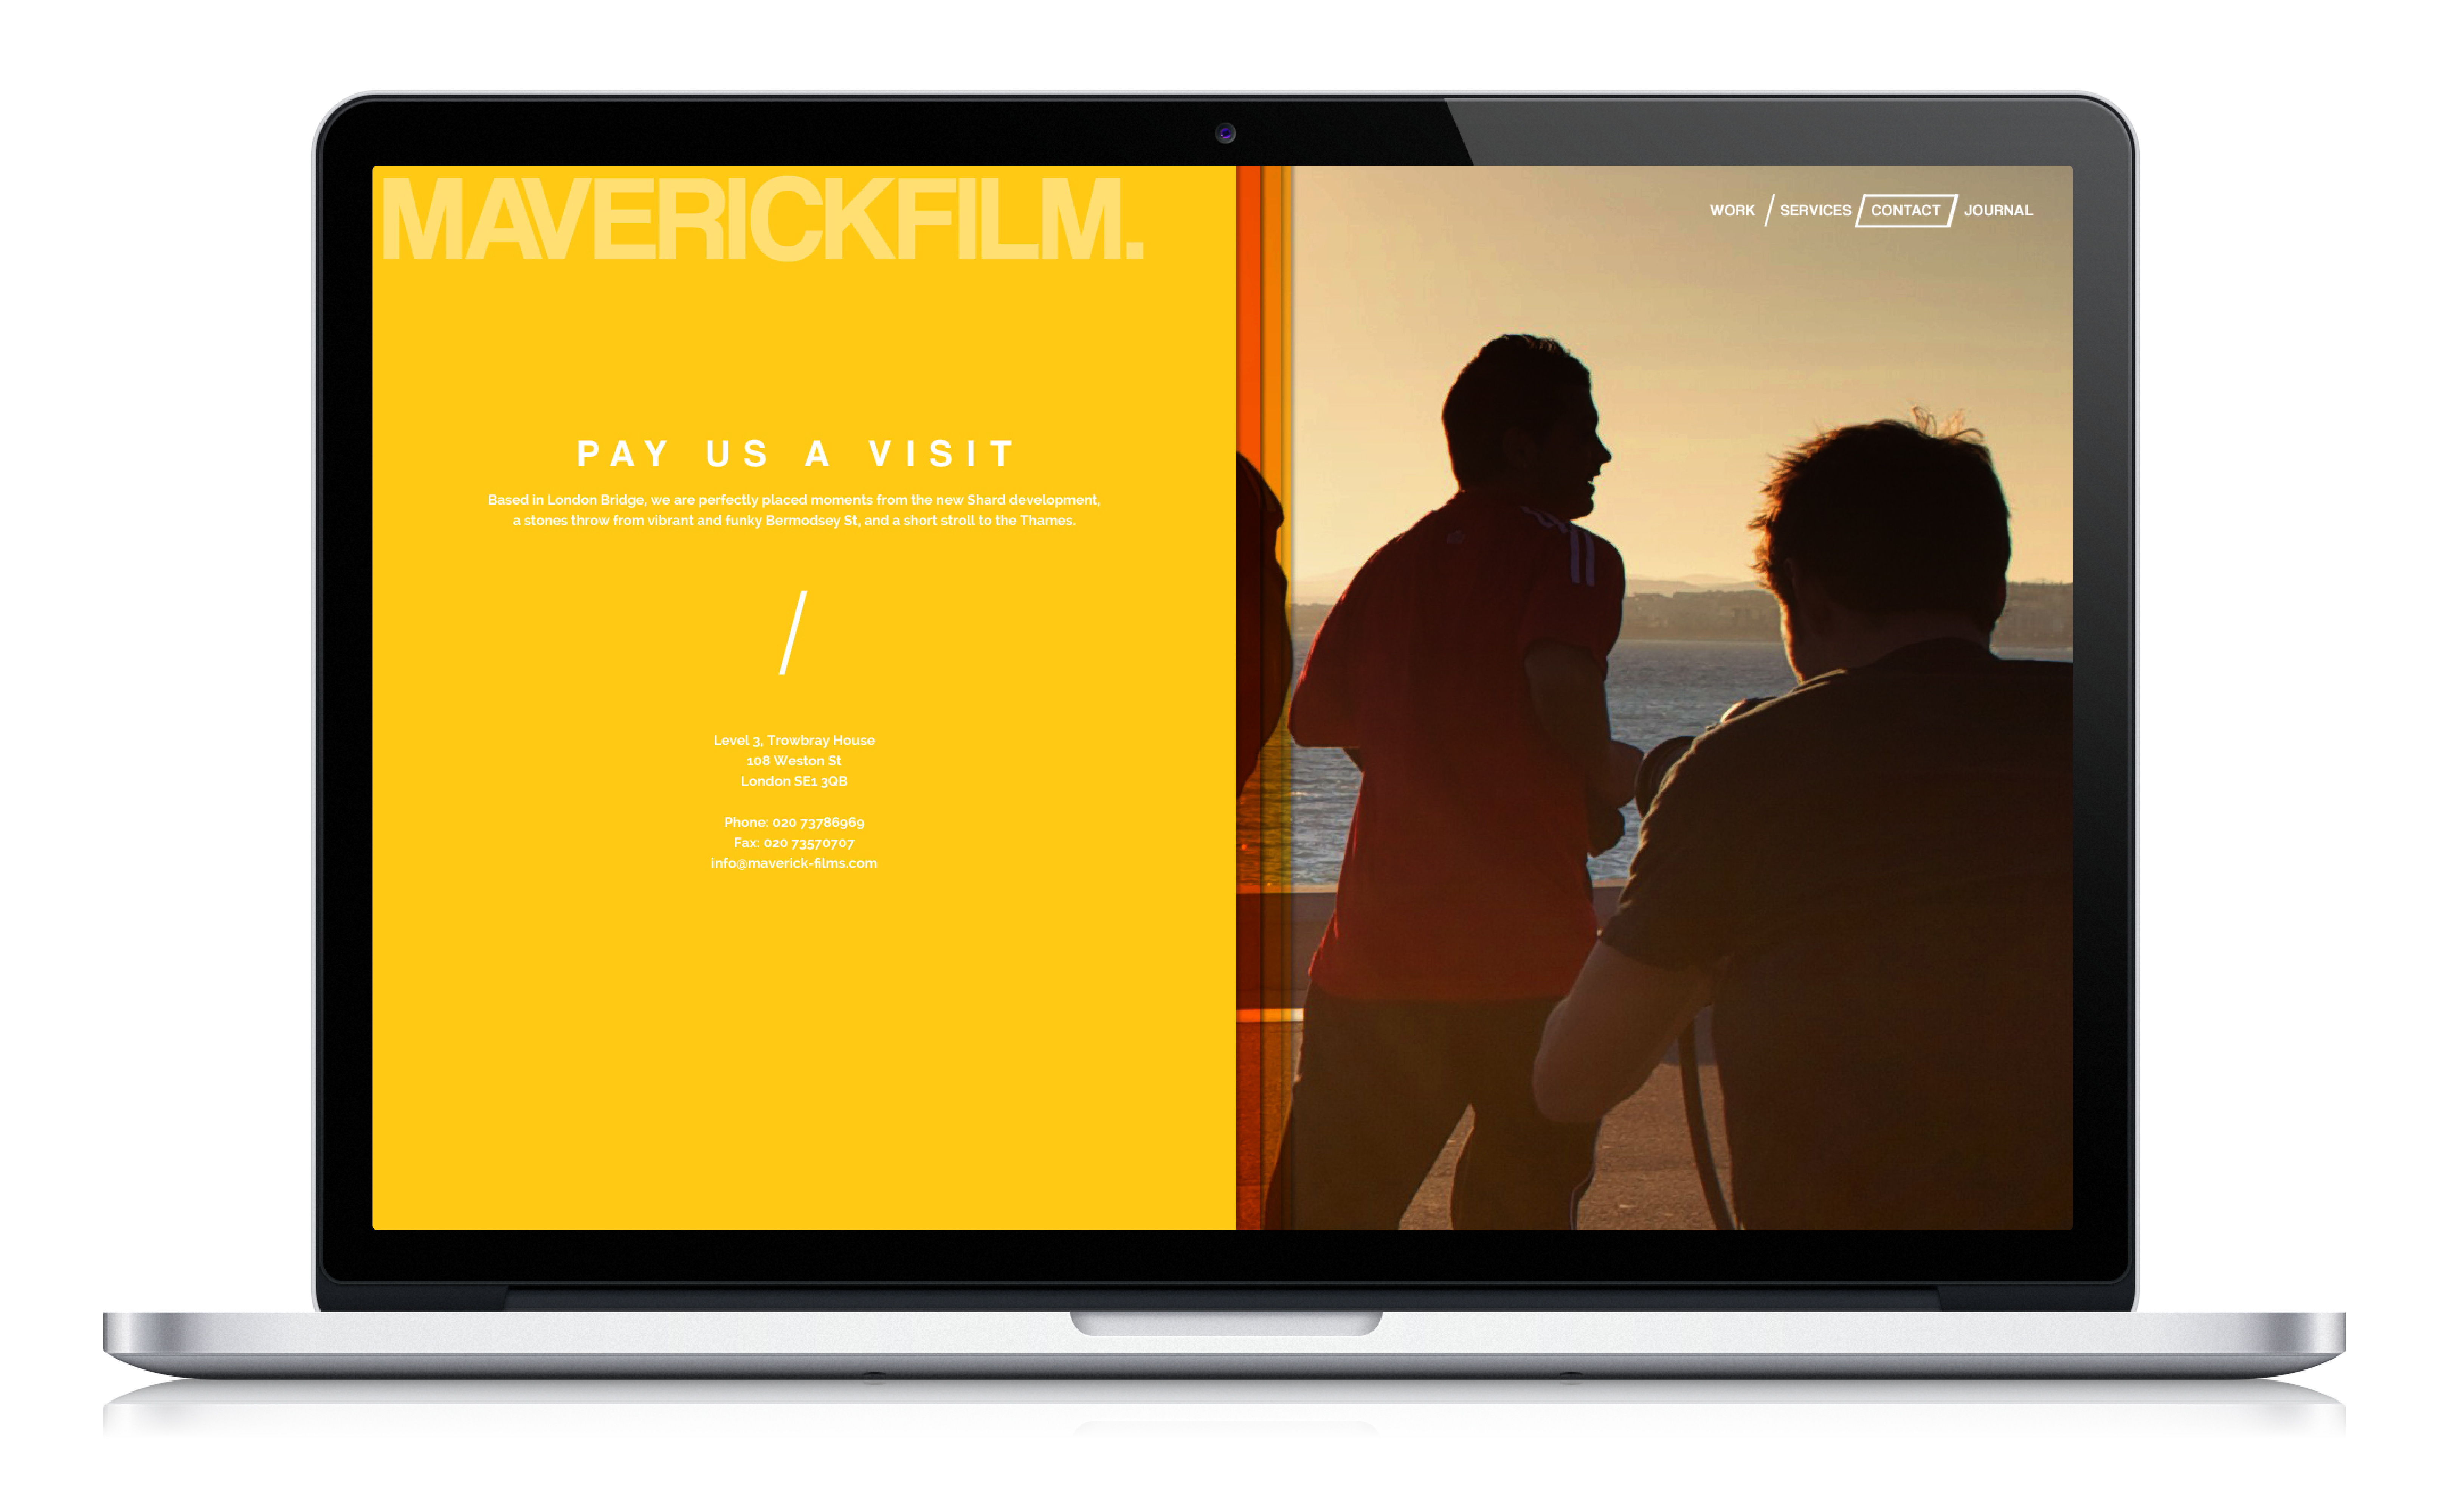 MAVERICKFILM.
WORK / SERVICES / CONTACT / JOURNAL
PAY US A VISIT
Based in London Bridge, we are perfectly placed moments from the new Shard development,
a stones throw from vibrant and funky Bermodsey St, and a short stroll to the Thames.
/
Level 3, Trowbray House
108 Weston St
London SE1 3QB
Phone: 020 73786969
Fax: 020 73570707
info@maverick-films.com